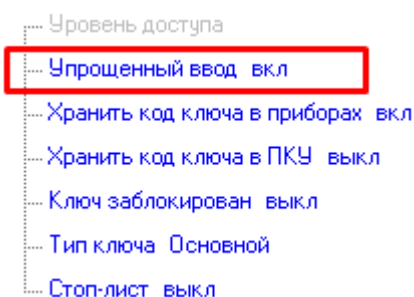 Уровень доступа
Упрощенный ввод вкл
Хранить код ключа в приборах вкл
Хранить код ключа в ПКУ выкл
Ключ заблокирован выкл
Тип ключа Основной
Стоп-лист выкл